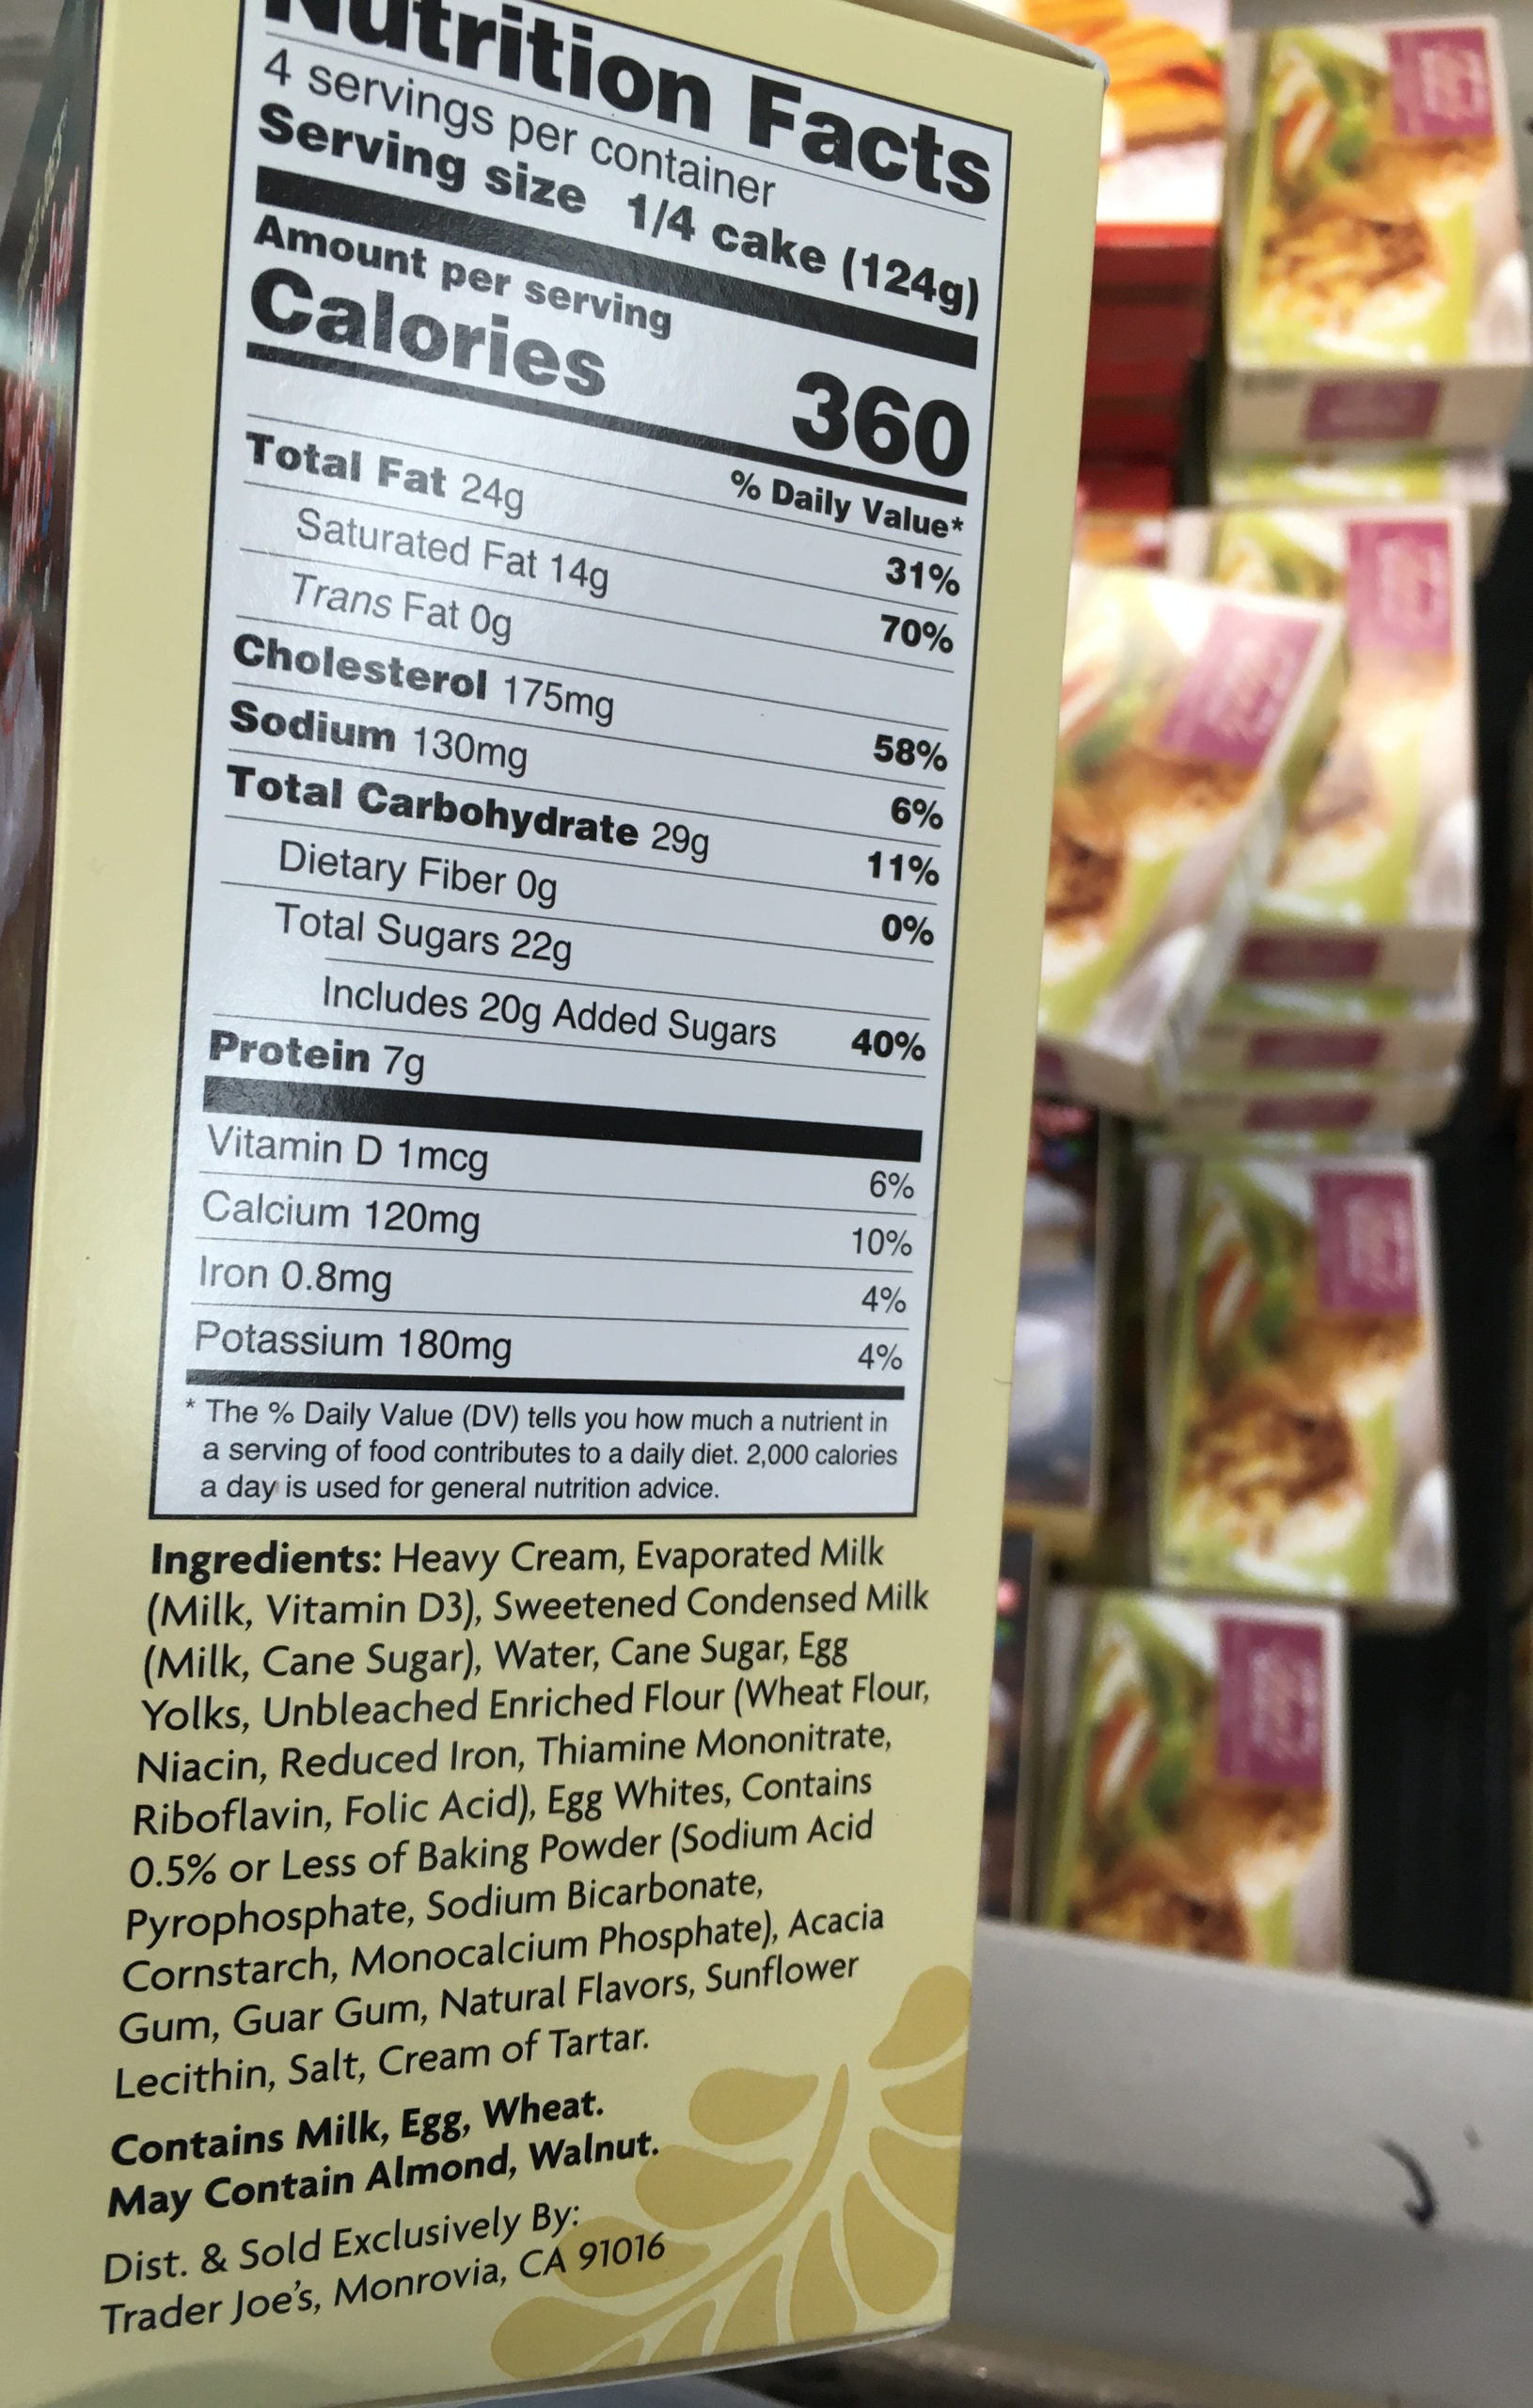 Nutrition Facts
4 servings per container
Serving size 1/4 cake (124g)
Amount per serving
Calories 360
% Daily Value*
Total Fat 24g 31%
Saturated Fat 14g 70%
Trans Fat 0g
Cholesterol 175mg 58%
Sodium 130mg 6%
Total Carbohydrate 29g 11%
Dietary Fiber 0g 0%
Total Sugars 22g
Includes 20g Added Sugars 40%
Protein 7g
Vitamin D 1mcg 6%
Calcium 120mg 10%
Iron 0.8mg 4%
Potassium 180mg 4%
* The % Daily Value (DV) tells you how much a nutrient in
a serving of food contributes to a daily diet. 2,000 calories
a day is used for general nutrition advice.
Ingredients: Heavy Cream, Evaporated Milk
(Milk, Vitamin D3), Sweetened Condensed Milk
(Milk, Cane Sugar), Water, Cane Sugar, Egg
Yolks, Unbleached Enriched Flour (Wheat Flour,
Niacin, Reduced Iron, Thiamine Mononitrate,
Riboflavin, Folic Acid), Egg Whites, Contains
0.5% or Less of Baking Powder (Sodium Acid
Pyrophosphate, Sodium Bicarbonate,
Cornstarch, Monocalcium Phosphate), Acacia
Gum, Guar Gum, Natural Flavors, Sunflower
Lecithin, Salt, Cream of Tartar.
Contains Milk, Egg, Wheat.
May Contain Almond, Walnut.
Dist. & Sold Exclusively By:
Trader Joe's, Monrovia, CA 91016